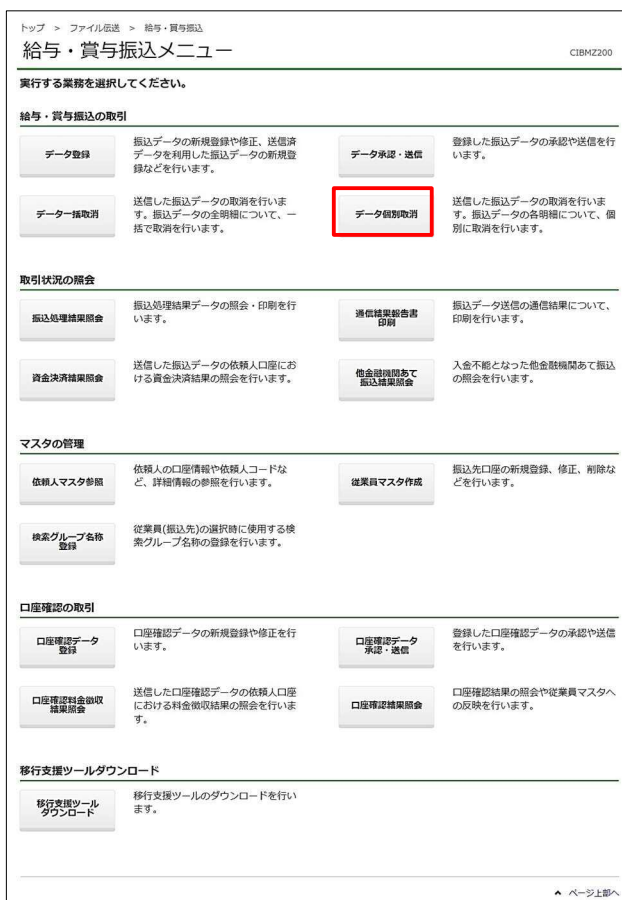 トップ > ファイル伝送 > 給与・賞与振込
給与・賞与振込メニュー
CIBMZ200
実行する業務を選択してください。
給与・賞与振込の取引
データ登録
振込データの新規登録や修正、送信済
データを利用した振込データの新規登
録などを行います。
データ承認・送信
登録した振込データの承認や送信を行
います。
データ一括取消
送信した振込データの取消を行いま
す。振込データの全明細について、一
括で取消を行います。
データ個別取消
送信した振込データの取消を行いま
す。振込データの各明細について、個
別に取消を行います。
取引状況の照会
振込処理結果照会
振込処理結果データの照会・印刷を行
います。
通信結果報告書
印刷
振込データ送信の通信結果について、
印刷を行います。
資金決済結果照会
送信した振込データの依頼人口座にお
ける資金決済結果の照会を行います。
他金融機関あて
振込結果照会
入金不能となった他金融機関あて振込
の照会を行います。
マスタの管理
依頼人マスタ参照
依頼人の口座情報や依頼人コードな
ど、詳細情報の参照を行います。
従業員マスタ作成
振込先口座の新規登録、修正、削除な
どを行います。
検索グループ名称
登録
従業員(振込先)の選択時に使用する検
索グループ名称の登録を行います。
口座確認の取引
口座確認データ
登録
口座確認データの新規登録や修正を行
います。
口座確認データ
承認・送信
登録した口座確認データの承認や送信
を行います。
口座確認料金徴収
結果照会
送信した口座確認データの依頼人口座
における料金徴収結果の照会を行いま
す。
口座確認結果照会
口座確認結果の照会や従業員マスタへ
の反映を行います。
移行支援ツールダウンロード
移行支援ツール
ダウンロード
移行支援ツールのダウンロードを行い
ます。
ページ上部へ